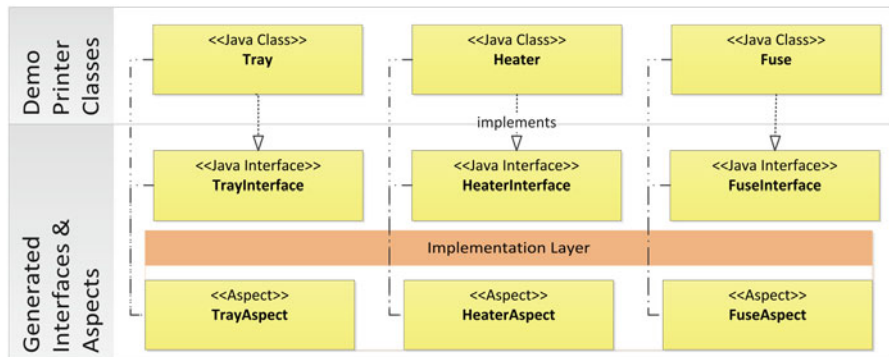 Demo
Printer
Classes
<<Java Class>>
Tray
<<Java Class>>
Heater
<<Java Class>>
Fuse
implements
Generated
Interfaces &
Aspects
<<Java Interface>>
TrayInterface
<<Java Interface>>
HeaterInterface
<<Java Interface>>
FuseInterface
Implementation Layer
<<Aspect>>
TrayAspect
<<Aspect>>
HeaterAspect
<<Aspect>>
FuseAspect